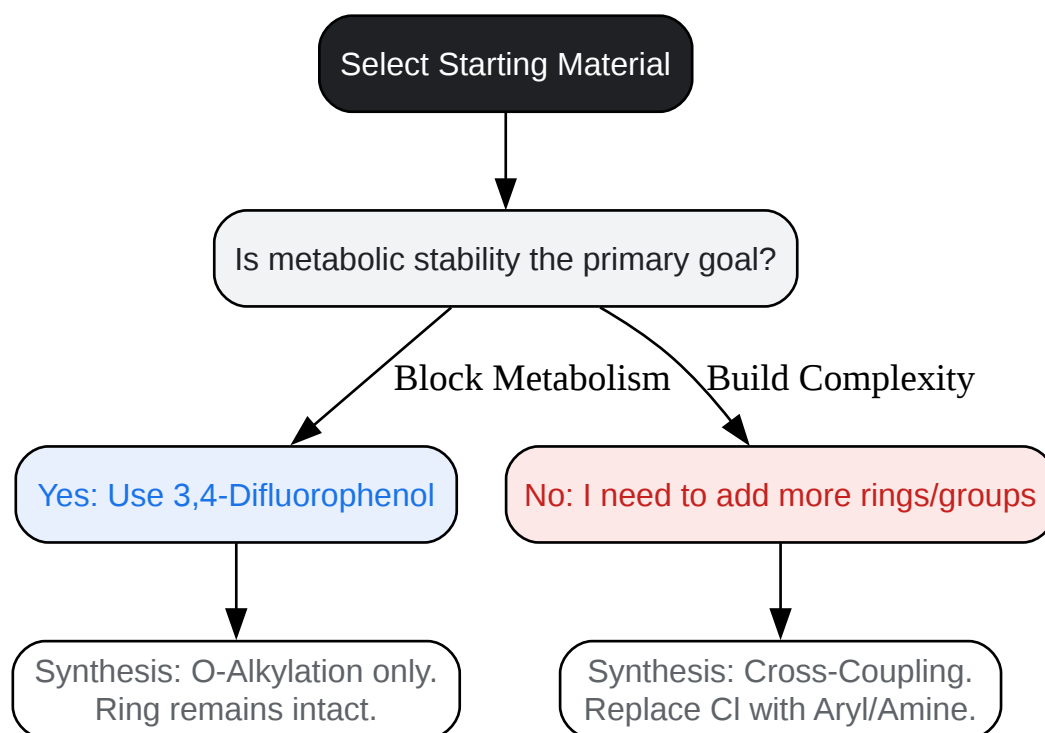 Select Starting Material
Is metabolic stability the primary goal?
Block Metabolism
Build Complexity
Yes: Use 3,4-Difluorophenol
No: I need to add more rings/groups
Synthesis: O-Alkylation only.
Ring remains intact.
Synthesis: Cross-Coupling.
Replace Cl with Aryl/Amine.